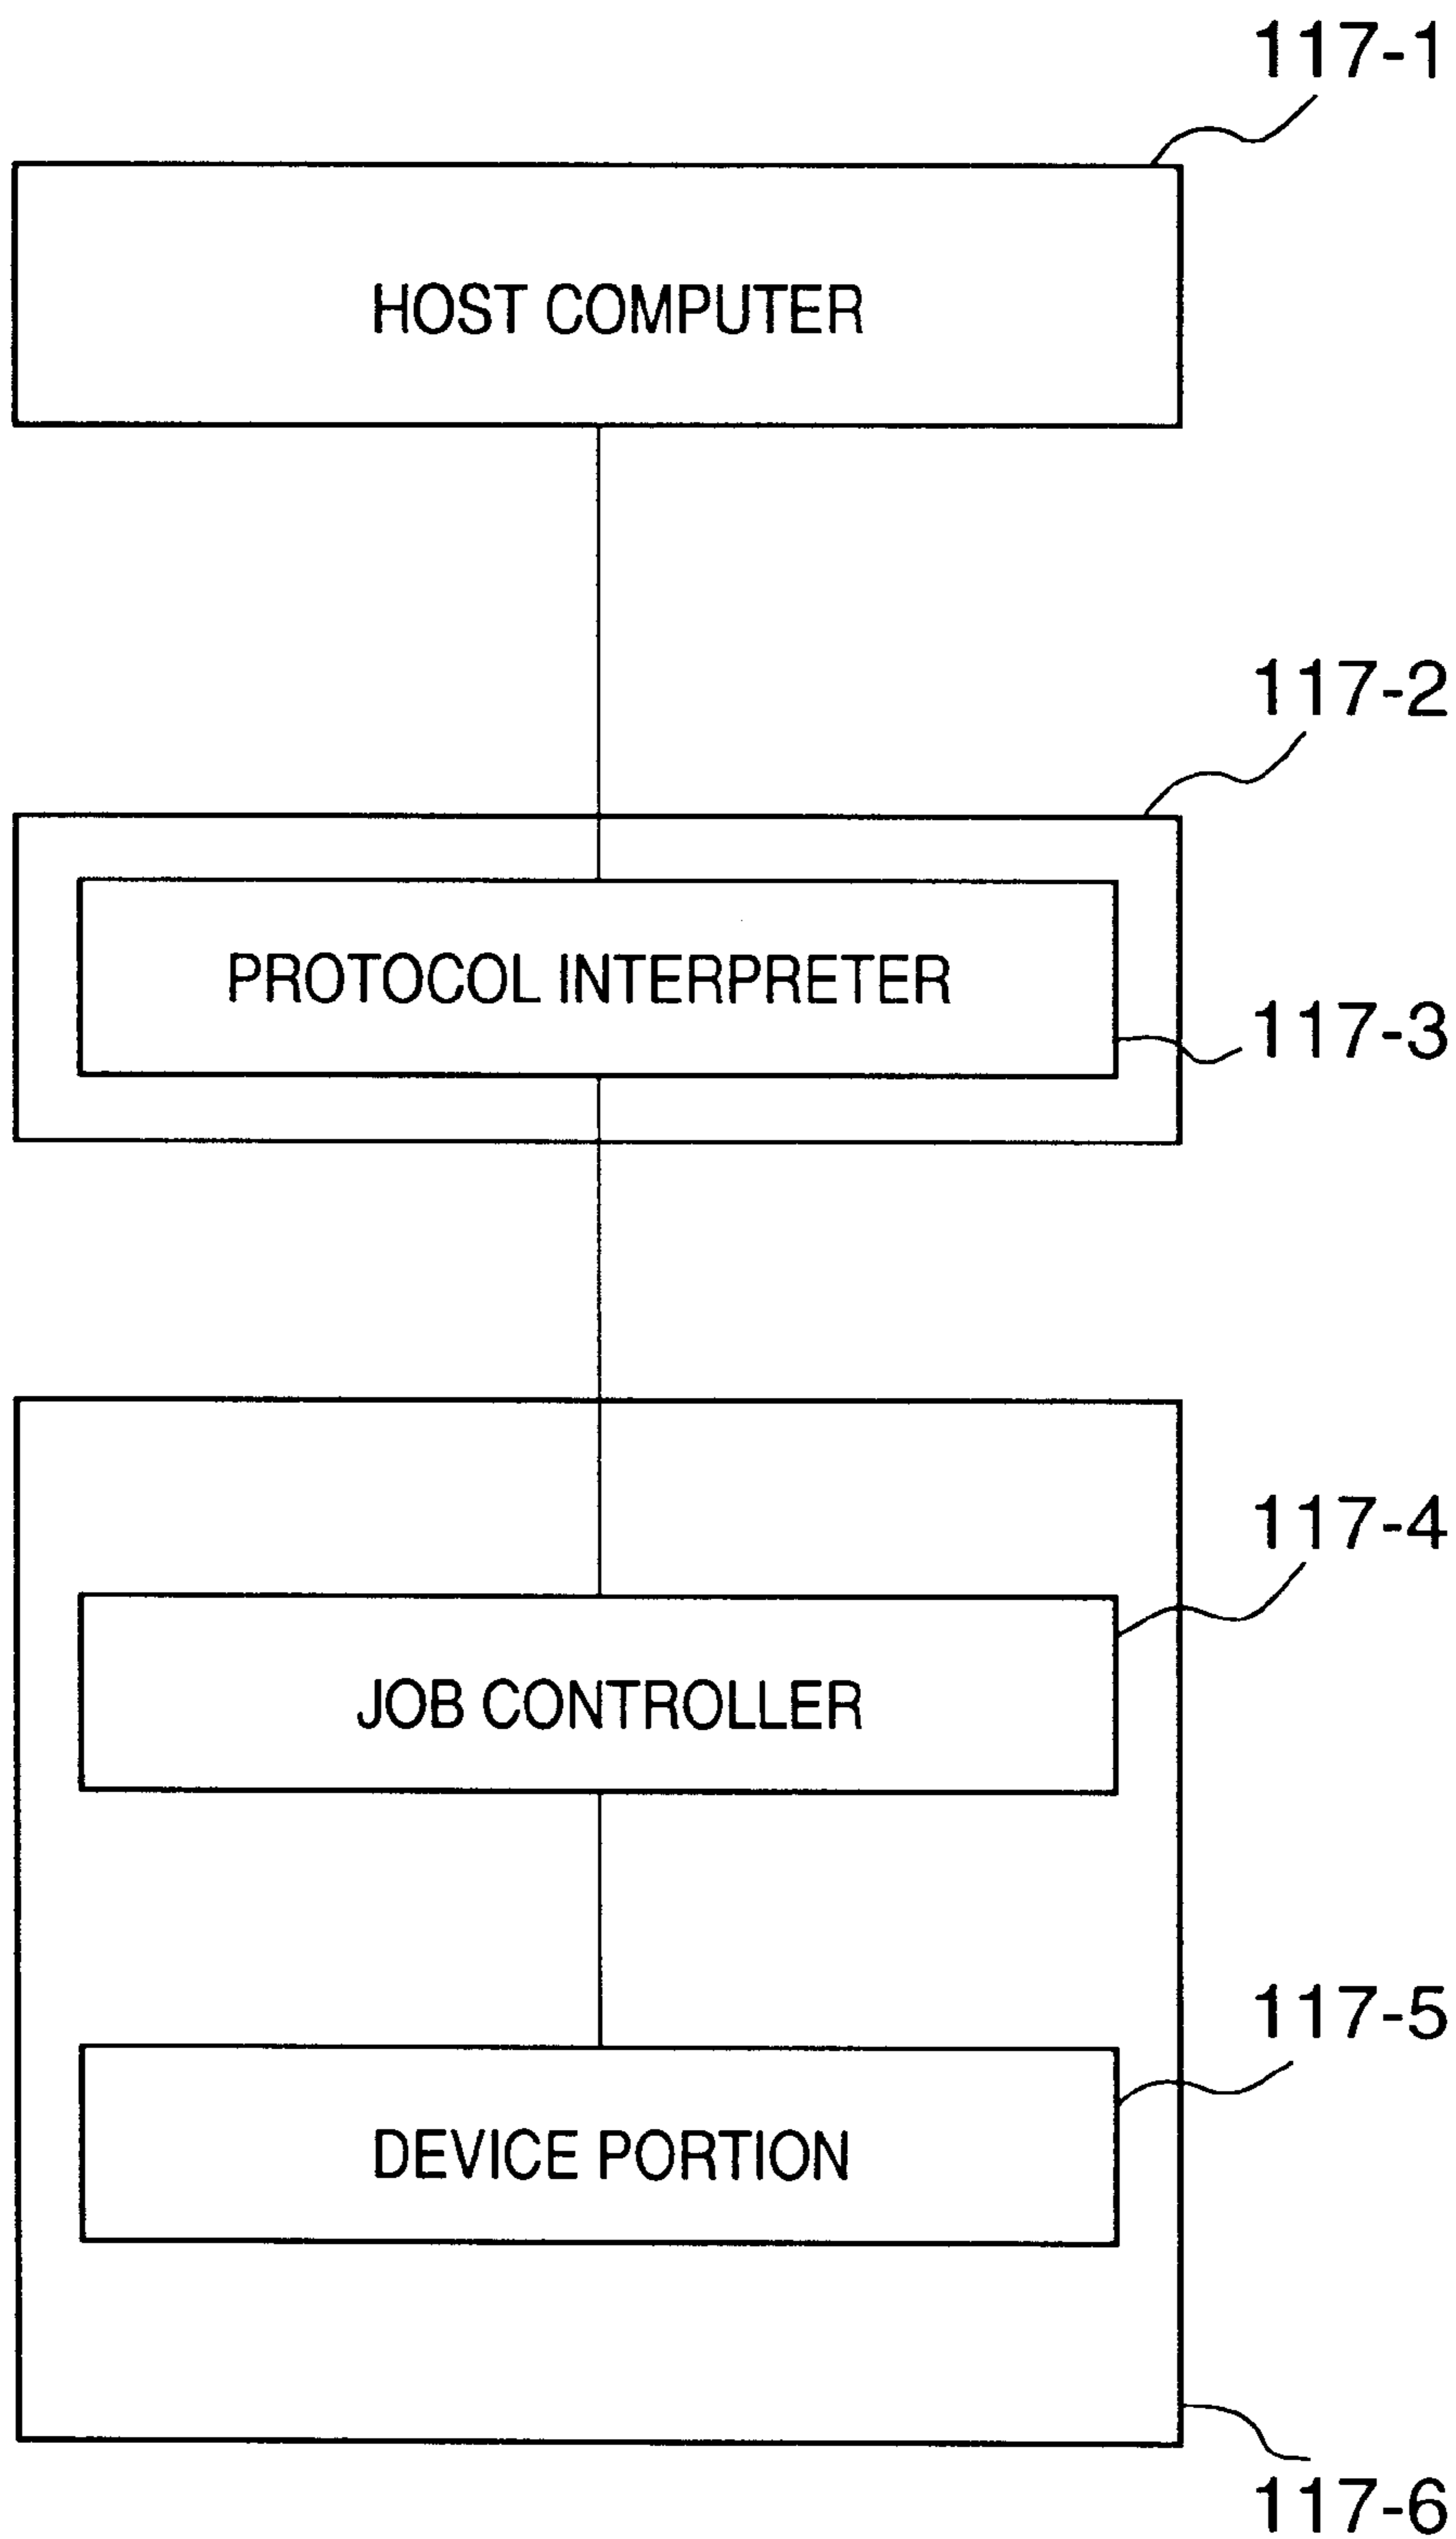 117-1
HOST COMPUTER
117-2
PROTOCOL INTERPRETER
117-3
117-4
JOB CONTROLLER
117-5
DEVICE PORTION
117-6